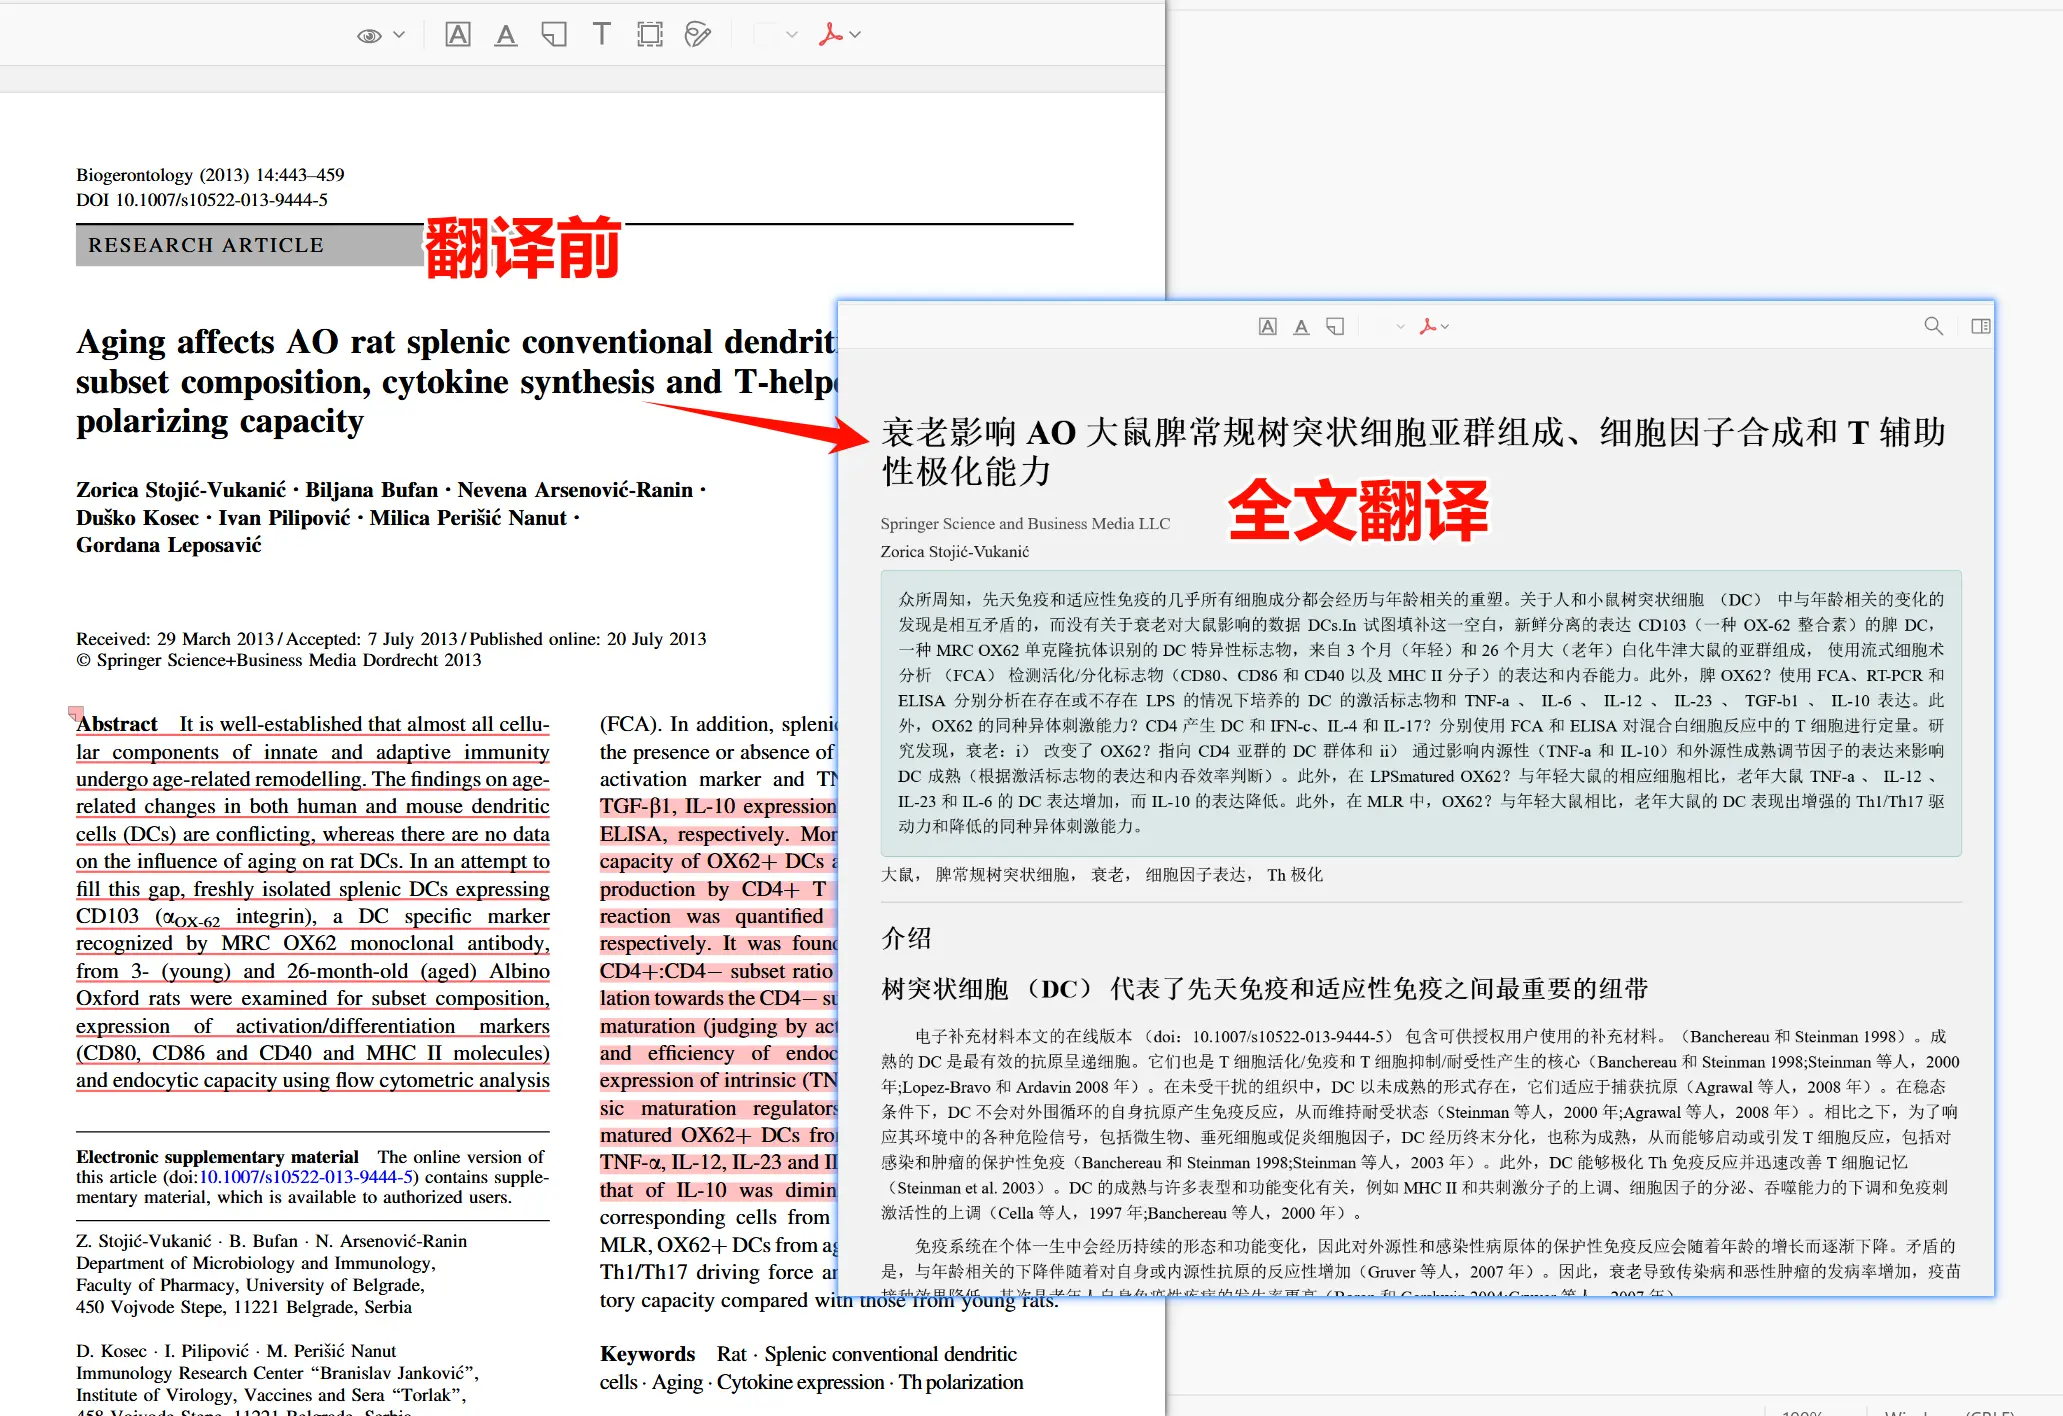 Biogerontology (2013) 14:443–459
DOI 10.1007/s10522-013-9444-5
RESEARCH ARTICLE
翻译前
Aging affects AO rat splenic conventional
subset composition, cytokine synthesis and
polarizing capacity
Zorica Stojić-Vukanić · Biljana Bufan · Nevena Arsenović-Ranin ·
Duško Kosec · Ivan Pilipović · Milica Perišić Nanut ·
Gordana Leposavić
Received: 29 March 2013 / Accepted: 7 July 2013 / Published online: 20 July 2013
© Springer Science+Business Media Dordrecht 2013
Abstract It is well-established that almost all cellu-
lar components of innate and adaptive immunity
undergo age-related remodelling. The findings on age-
related changes in both human and mouse dendritic
cells (DCs) are conflicting, whereas there are no data
on the influence of aging on rat DCs. In an attempt to
fill this gap, freshly isolated splenic DCs expressing
CD103 (αOX-62 integrin), a DC specific marker
recognized by MRC OX62 monoclonal antibody,
from 3- (young) and 26-month-old (aged) Albino
Oxford rats were examined for subset composition,
expression of activation/differentiation markers
(CD80, CD86 and CD40 and MHC II molecules)
and endocytic capacity using flow cytometric analysis
Electronic supplementary material The online version of
this article (doi:10.1007/s10522-013-9444-5) contains supple-
mentary material, which is available to authorized users.
Z. Stojić-Vukanić · B. Bufan · N. Arsenović-Ranin
Department of Microbiology and Immunology,
Faculty of Pharmacy, University of Belgrade,
450 Vojvode Stepe, 11221 Belgrade, Serbia
D. Kosec · I. Pilipović · M. Perišić Nanut
Immunology Research Center “Branislav Janković”,
Institute of Virology, Vaccines and Sera “Torlak”,
458 Vojvode Stepe, 11221 Belgrade, Serbia
(FCA). In addition,
the presence or absence of
activation marker and
TGF-β1, IL-10 expression
ELISA, respectively.
capacity of OX62+ DCs
production by CD4+ T
reaction was quantified
respectively. It was
CD4+:CD4− subset ratio
lation towards the CD4−
maturation (judging by
and efficiency of
expression of intrinsic
sic maturation regulators
matured OX62+ DCs
TNF-α, IL-12, IL-23 and
that of IL-10 was
corresponding cells from
MLR, OX62+ DCs from
Th1/Th17 driving force
tory capacity compared with those from young rats.
Keywords Rat · Splenic conventional dendritic
cells · Aging · Cytokine expression · Th polarization
衰老影响 AO 大鼠脾常规树突状细胞亚群组成、细胞因子合成和 T 辅助
性极化能力
全文翻译
Springer Science and Business Media LLC
Zorica Stojić-Vukanić
众所周知，先天免疫和适应性免疫的几乎所有细胞成分都会经历与年龄相关的重塑。关于人和小鼠树突状细胞 （DC） 中与年龄相关的变化的
发现是相互矛盾的，而没有关于衰老对大鼠影响的数据 DCs.In 试图填补这一空白，新鲜分离的表达 CD103（一种 OX-62 整合素）的脾 DC，
一种 MRC OX62 单克隆抗体识别的 DC 特异性标志物，来自 3 个月（年轻）和 26 个月大（老年）白化牛津大鼠的亚群组成， 使用流式细胞术
分析 （FCA） 检测活化/分化标志物（CD80、CD86 和 CD40 以及 MHC II 分子）的表达和内吞能力。此外，脾 OX62？使用 FCA、RT-PCR 和
ELISA 分别分析在存在或不存在 LPS 的情况下培养的 DC 的激活标志物和 TNF-a 、 IL-6 、 IL-12 、 IL-23 、 TGF-b1 、 IL-10 表达。此
外，OX62 的同种异体刺激能力？CD4 产生 DC 和 IFN-c、IL-4 和 IL-17？分别使用 FCA 和 ELISA 对混合白细胞反应中的 T 细胞进行定量。研
究发现，衰老：i） 改变了 OX62？指向 CD4 亚群的 DC 群体和 ii） 通过影响内源性（TNF-a 和 IL-10）和外源性成熟调节因子的表达来影响
DC 成熟（根据激活标志物的表达和内吞效率判断）。此外，在 LPSmatured OX62？与年轻大鼠的相应细胞相比，老年大鼠 TNF-a 、 IL-12 、
IL-23 和 IL-6 的 DC 表达增加，而 IL-10 的表达降低。此外，在 MLR 中，OX62？与年轻大鼠相比，老年大鼠的 DC 表现出增强的 Th1/Th17 驱
动力和降低的同种异体刺激能力。
大鼠， 脾常规树突状细胞， 衰老， 细胞因子表达， Th 极化
介绍
树突状细胞 （DC） 代表了先天免疫和适应性免疫之间最重要的纽带
电子补充材料本文的在线版本 （doi：10.1007/s10522-013-9444-5） 包含可供授权用户使用的补充材料。（Banchereau 和 Steinman 1998）。成
熟的 DC 是最有效的抗原呈递细胞。它们也是 T 细胞活化/免疫和 T 细胞抑制/耐受性产生的核心（Banchereau 和 Steinman 1998;Steinman 等人，2000
年;Lopez-Bravo 和 Ardavin 2008 年）。在未受干扰的组织中，DC 以未成熟的形式存在，它们适应于捕获抗原（Agrawal 等人，2008 年）。在稳态
条件下，DC 不会对外围循环的自身抗原产生免疫反应，从而维持耐受状态（Steinman 等人，2000 年;Agrawal 等人，2008 年）。相比之下，为了响
应其环境中的各种危险信号，包括微生物、垂死细胞或促炎细胞因子，DC 经历终末分化，也称为成熟，从而能够启动或引发 T 细胞反应，包括对
感染和肿瘤的保护性免疫（Banchereau 和 Steinman 1998;Steinman 等人，2003 年）。此外，DC 能够极化 Th 免疫反应并迅速改善 T 细胞记忆
（Steinman et al. 2003）。DC 的成熟与许多表型和功能变化有关，例如 MHC II 和共刺激分子的上调、细胞因子的分泌、吞噬能力的下调和免疫刺
激活性的上调（Cella 等人，1997 年;Banchereau 等人，2000 年）。
免疫系统在个体一生中会经历持续的形态和功能变化，因此对外源性和感染性病原体的保护性免疫反应会随着年龄的增长而逐渐下降。矛盾的
是，与年龄相关的下降伴随着对自身或内源性抗原的反应性增加（Gruver 等人，2007 年）。因此，衰老导致传染病和恶性肿瘤的发病率增加，疫苗